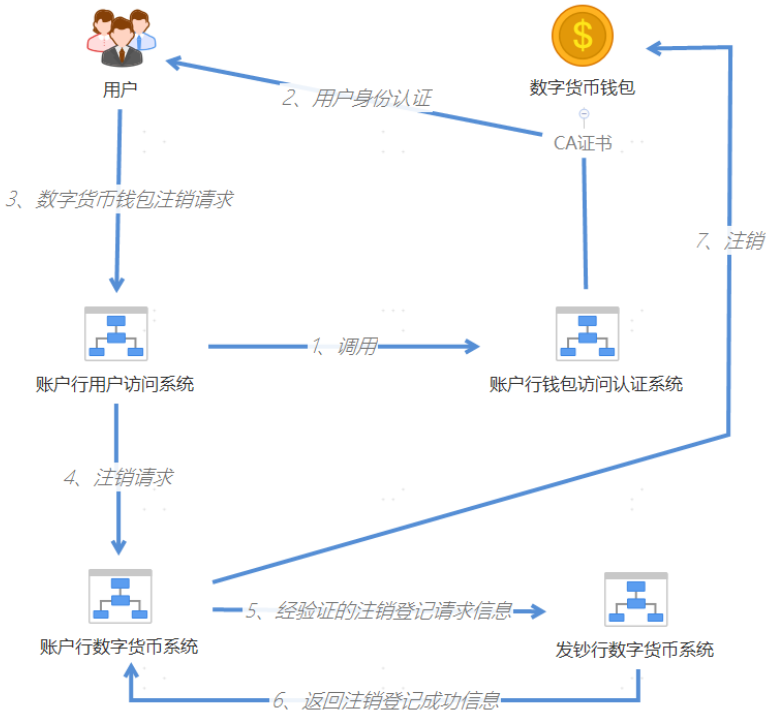 用户
数字货币钱包
2、用户身份认证
CA证书
3、数字货币钱包注销请求
7、注销
1、调用
账户行用户访问系统
账户行钱包访问认证系统
4、注销请求
5、经验证的注销登记请求信息
账户行数字货币系统
发钞行数字货币系统
6、返回注销登记成功信息